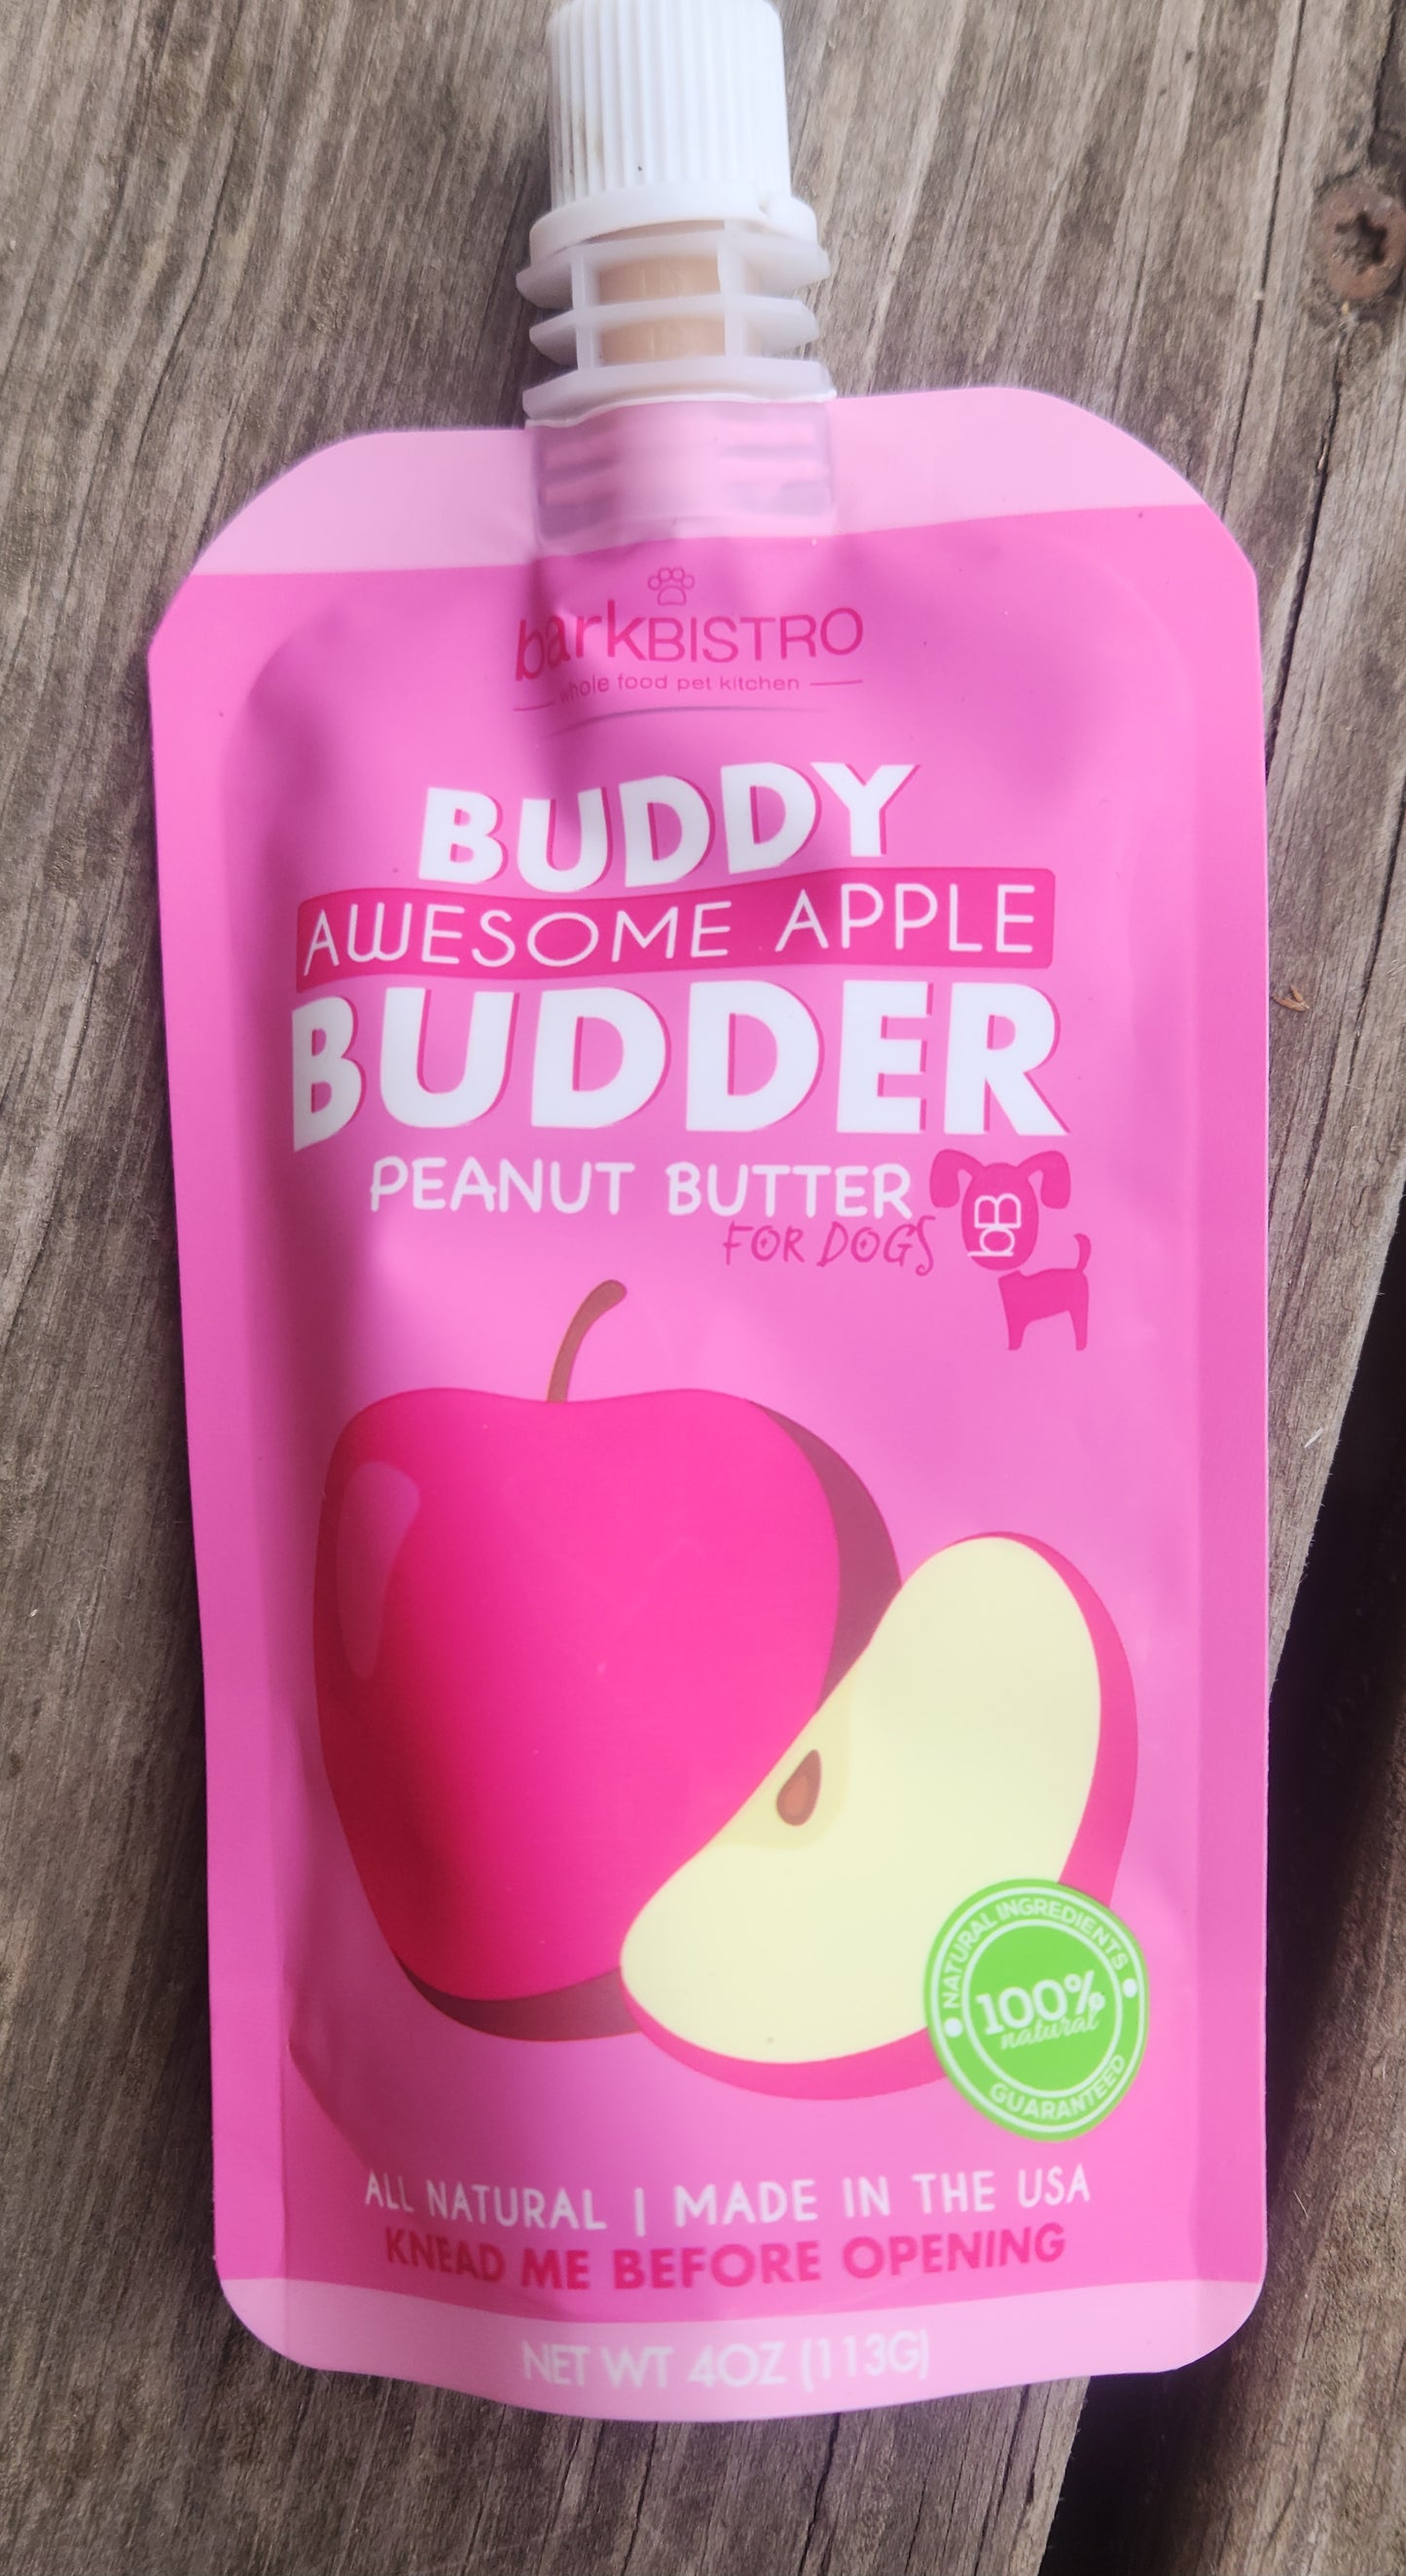 barkBISTRO
whole food pet kitchen
BUDDY
AWESOME APPLE
BUDDER
PEANUT BUTTER
FOR DOGS
bB
NATURAL INGREDIENTS
100%
natural
GUARANTEED
ALL NATURAL | MADE IN THE USA
KNEAD ME BEFORE OPENING
NET WT 4OZ (113G)